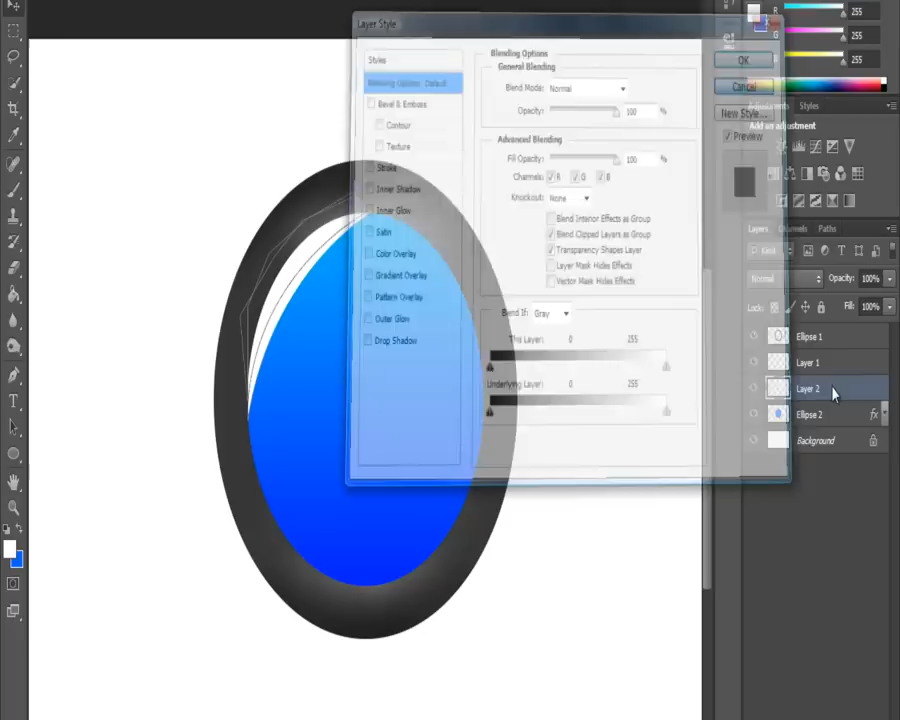 Layer Style
R 255
G 255
255
Styles
Blending Options: Default
Bevel & Emboss
Contour
Texture
Stroke
Inner Shadow
Inner Glow
Satin
Color Overlay
Gradient Overlay
Pattern Overlay
Outer Glow
Drop Shadow
Blending Options
General Blending
Blend Mode: Normal
Opacity: 100 %
Advanced Blending
Fill Opacity: 100 %
Channels: R G B
Knockout: None
Blend Interior Effects as Group
Blend Clipped Layers as Group
Transparency Shapes Layer
Layer Mask Hides Effects
Vector Mask Hides Effects
Blend If: Gray
This Layer: 0 255
Underlying Layer: 0 255
OK
Cancel
New Style...
Preview
Adjustments Styles
Add an adjustment
Layers Channels Paths
Kind
Normal Opacity: 100%
Lock: Fill: 100%
Ellipse 1
Layer 1
Layer 2
Ellipse 2 fx
Background